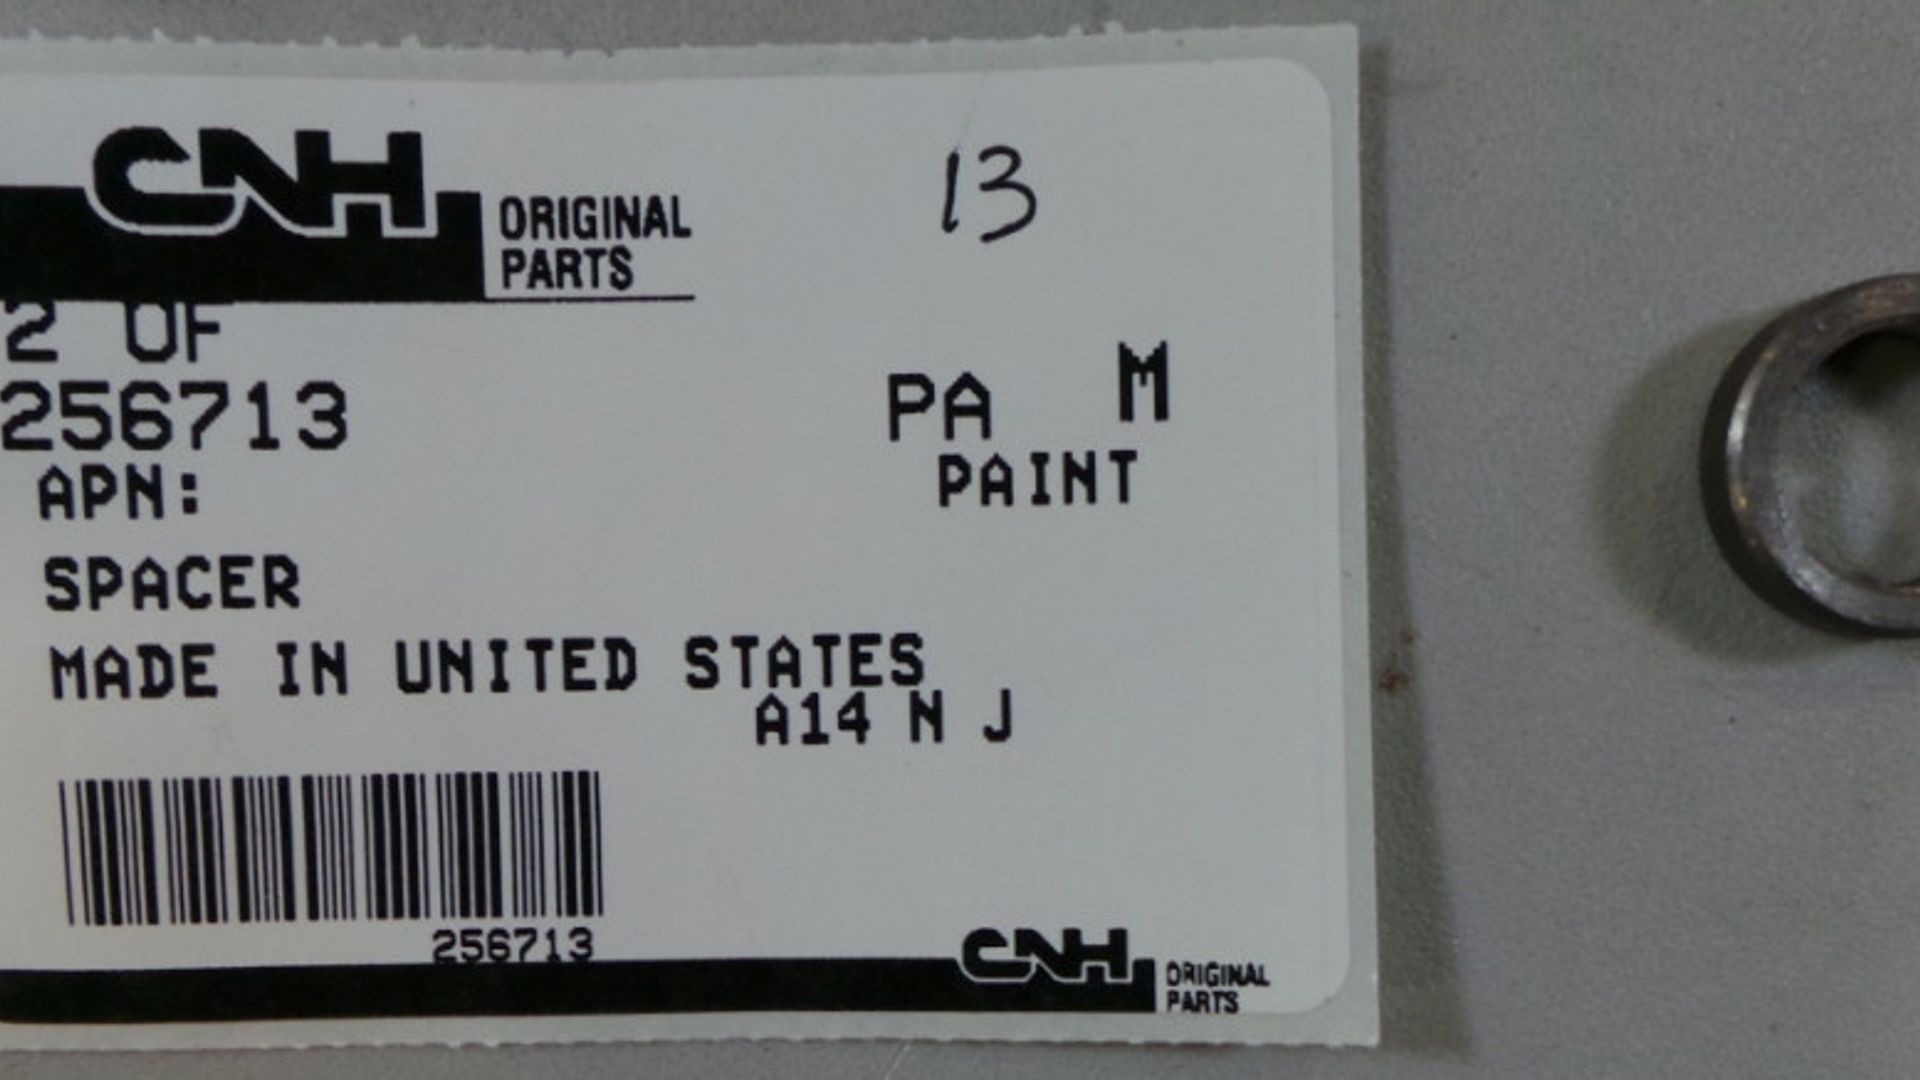 CNH ORIGINAL PARTS
13
2 OF
256713
PA M
APN:
PAINT
SPACER
MADE IN UNITED STATES
A14 N J
256713
CNH ORIGINAL PARTS